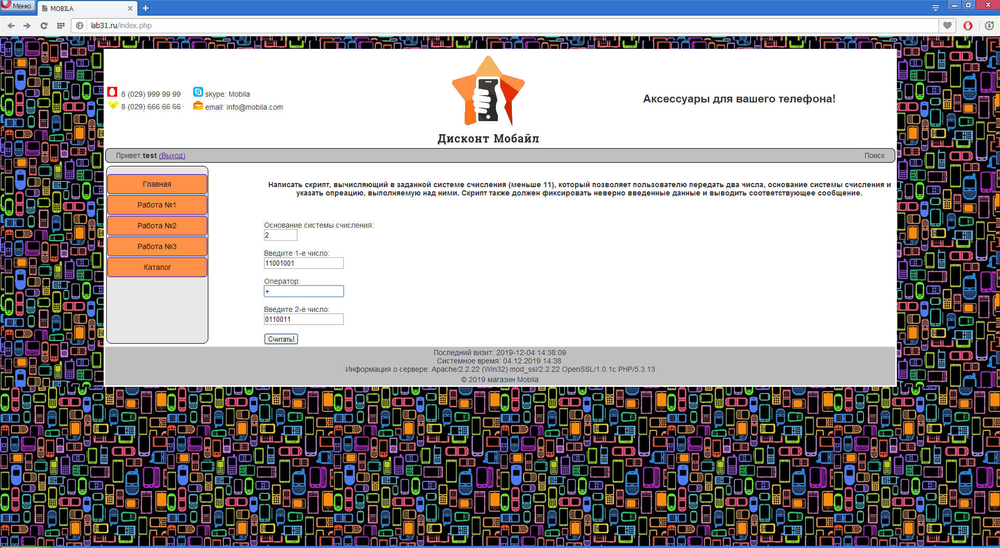 Меню
MOBILA
lab31.ru/index.php
8 (029) 999 99 99
skype: Mobila
8 (029) 666 66 66
email: info@mobila.com
Дисконт Мобайл
Аксессуары для вашего телефона!
Привет,test (Выход)
Поиск
Главная
Работа №1
Работа №2
Работа №3
Каталог
Написать скрипт, вычисляющий в заданной системе счисления (меньше 11), который позволяет пользователю передать два числа, основание системы счисления и
указать опреацию, выполняемую над ними. Скрипт также должен фиксировать неверно введенные данные и выводить соответствующее сообщение.
Основание системы счисления:
2
Введите 1-е число:
11001001
Оператор:
+
Введите 2-е число:
0110011
Считать!
Последний визит: 2019-12-04 14:38:09
Системное время: 04.12.2019 14:38
Информация о сервере: Apache/2.2.22 (Win32) mod_ssl/2.2.22 OpenSSL/1.0.1c PHP/5.3.13
© 2019 магазин Mobila